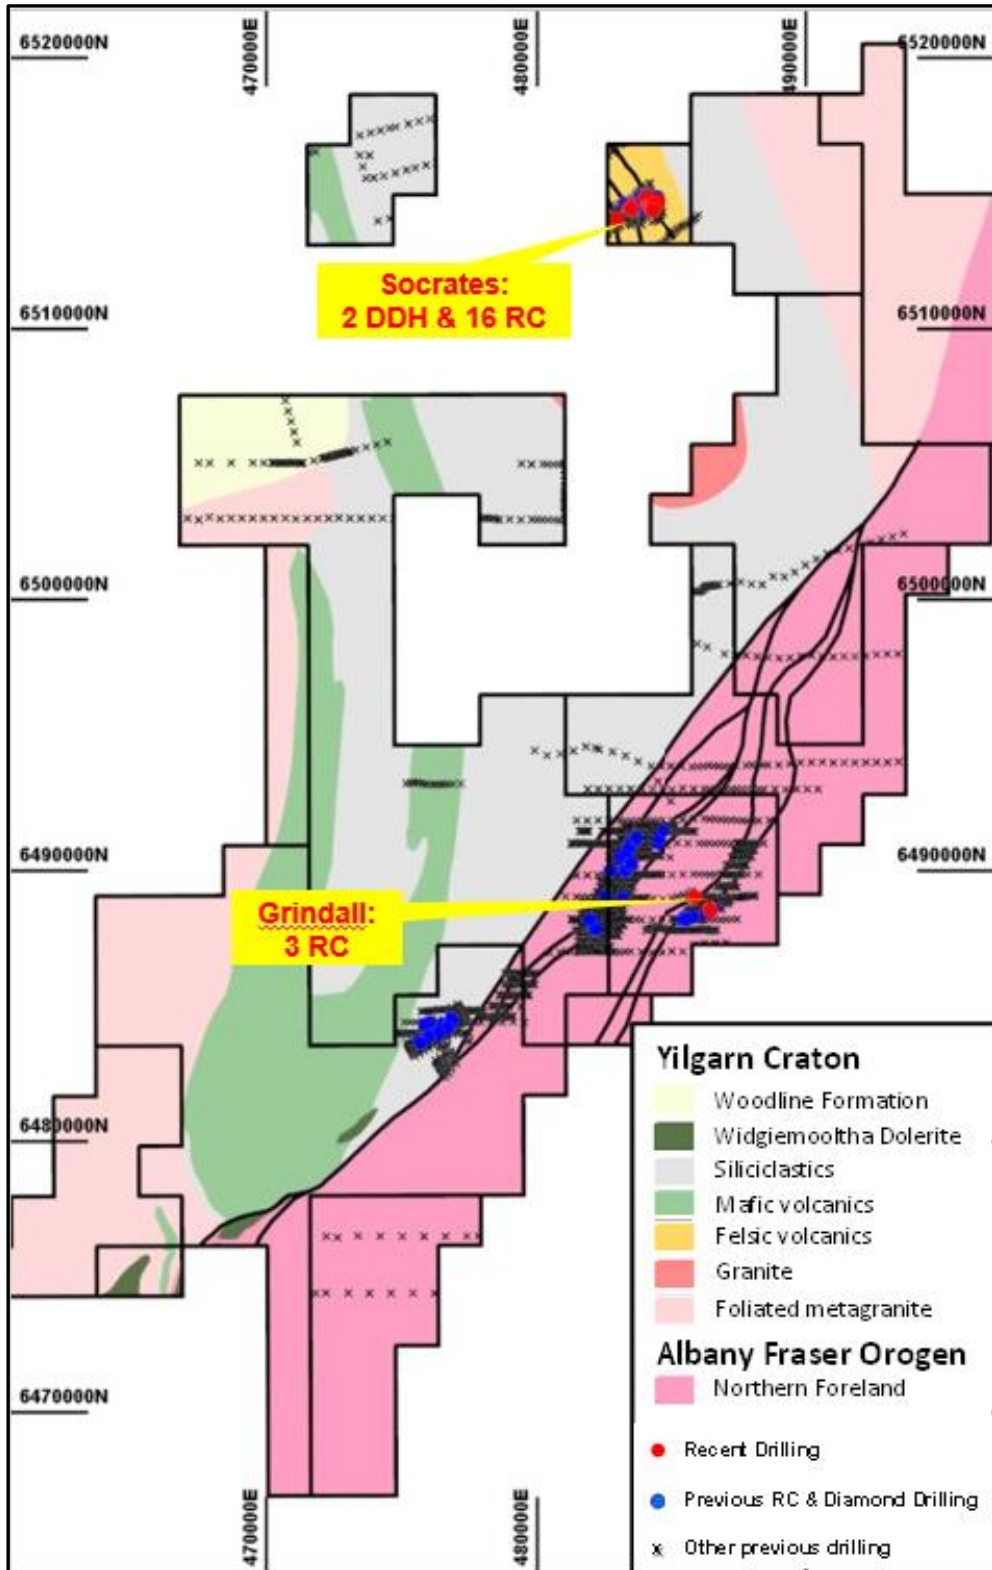 470000E
480000E
490000E
6520000N
6520000N
Socrates:
2 DDH & 16 RC
6510000N
6510000N
6500000N
6500000N
6490000N
6490000N
Grindall:
3 RC
6480000N
6470000N
Yilgarn Craton
Woodline Formation
Widgiemooltha Dolerite
Siliciclastics
Mafic volcanics
Felsic volcanics
Granite
Foliated metagranite
Albany Fraser Orogen
Northern Foreland
Recent Drilling
Previous RC & Diamond Drilling
Other previous drilling
470000E
480000E